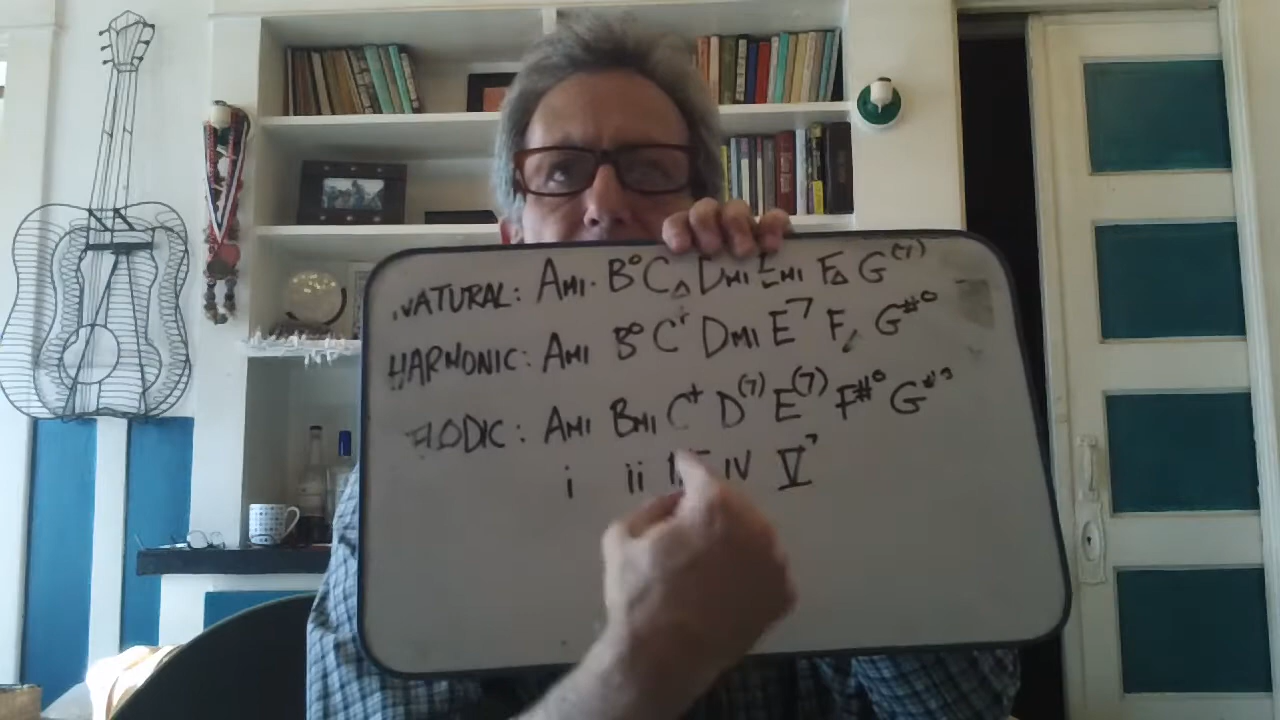 NATURAL: AMI. B° C△ DMI EMI F△ G(7)
HARMONIC: AMI B° C+ DMI E7 F G#°
ELODIC: AMI BMI C+ D(7) E(7) F#° G#°
i ii IV V7